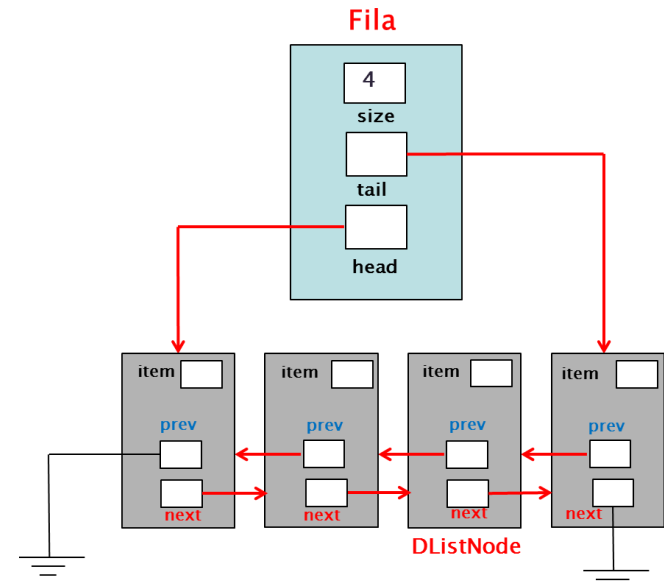 Fila
4
size
tail
head
item
item
item
item
prev
prev
prev
prev
next
next
next
next
DListNode